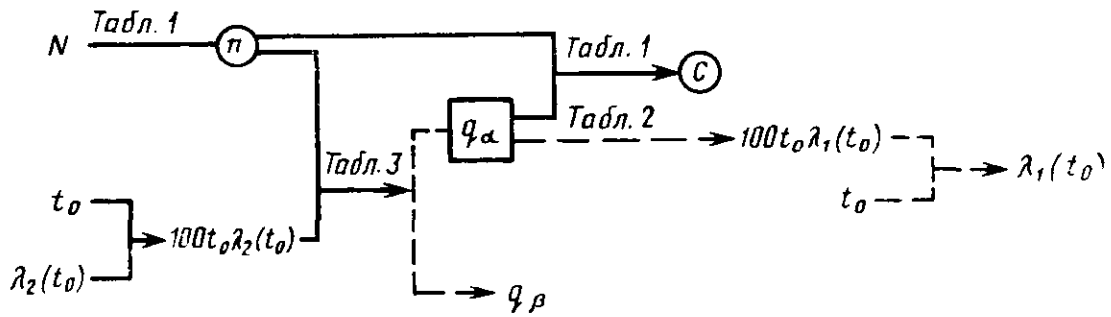 Табл. 1
N
n
Табл. 1
C
q_α
Табл. 2
100t₀λ₁(t₀)
λ₁(t₀)
Табл. 3
t₀
t₀
100t₀λ₂(t₀)
λ₂(t₀)
q_β